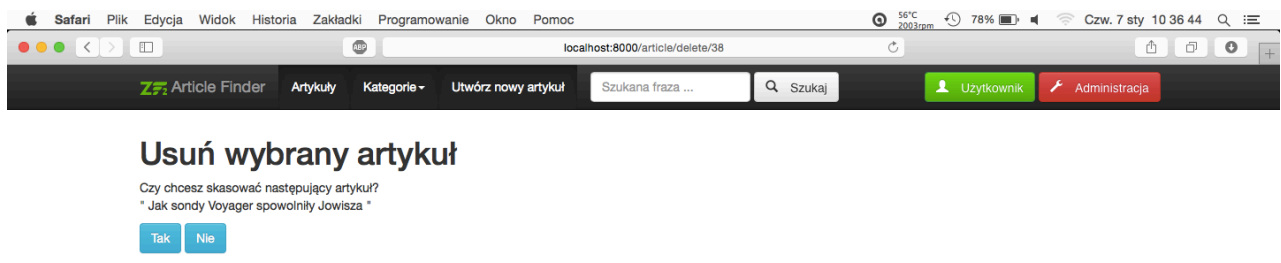 Safari Plik Edycja Widok Historia Zakładki Programowanie Okno Pomoc 56°C 2003rpm 78% Czw. 7 sty 10 36 44
ABP localhost:8000/article/delete/38
ZF2 Article Finder Artykuły Kategorie Utwórz nowy artykuł Szukana fraza ... Szukaj Użytkownik Administracja
Usuń wybrany artykuł
Czy chcesz skasować następujący artykuł?
" Jak sondy Voyager spowolniły Jowisza "
Tak Nie